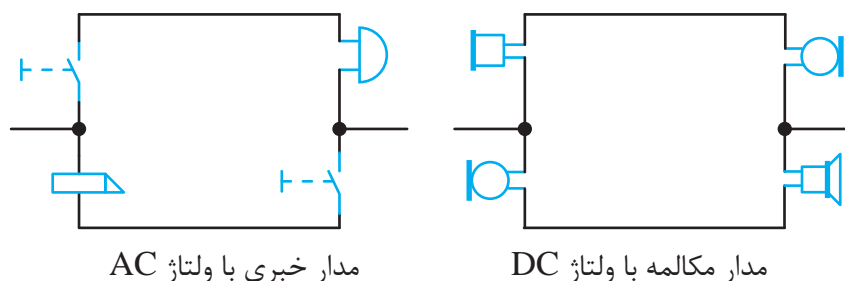 مدار خبری با ولتاژ AC
مدار مکالمه با ولتاژ DC